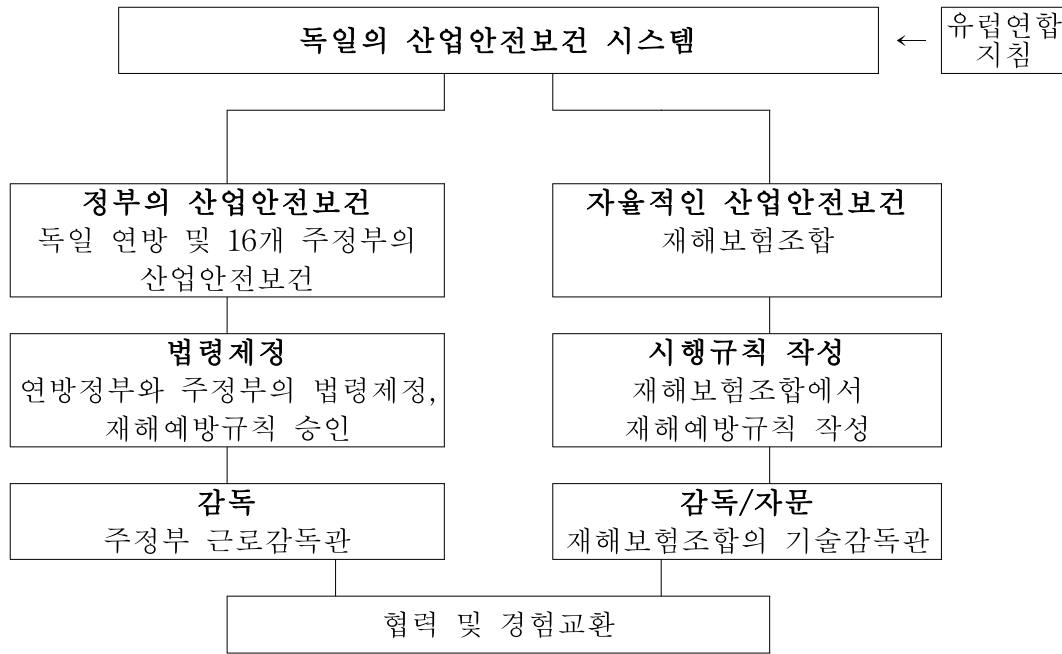 독일의 산업안전보건 시스템
←
유럽연합
지침
정부의 산업안전보건
독일 연방 및 16개 주정부의
산업안전보건
자율적인 산업안전보건
재해보험조합
법령제정
연방정부와 주정부의 법령제정,
재해예방규칙 승인
시행규칙 작성
재해보험조합에서
재해예방규칙 작성
감독
주정부 근로감독관
감독/자문
재해보험조합의 기술감독관
협력 및 경험교환